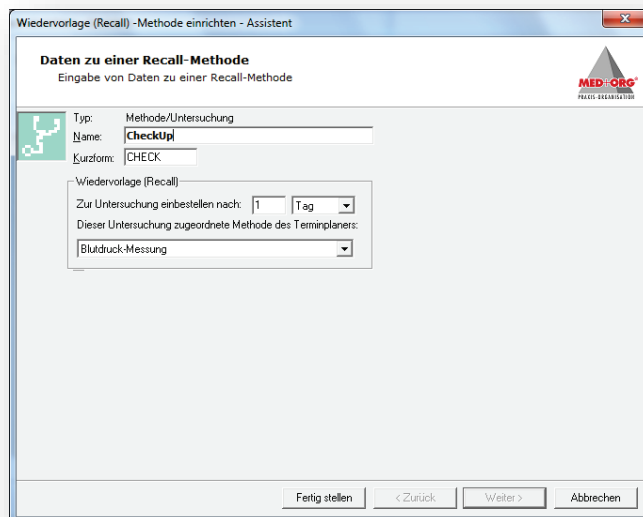 Wiedervorlage (Recall) -Methode einrichten - Assistent
Daten zu einer Recall-Methode
Eingabe von Daten zu einer Recall-Methode
MED+ORG
PRAXIS-ORGANISATION
Typ: Methode/Untersuchung
Name: CheckUp
Kurzform: CHECK
Wiedervorlage (Recall)
Zur Untersuchung einbestellen nach: 1 Tag
Dieser Untersuchung zugeordnete Methode des Terminplaners:
Blutdruck-Messung
Fertig stellen < Zurück Weiter > Abbrechen